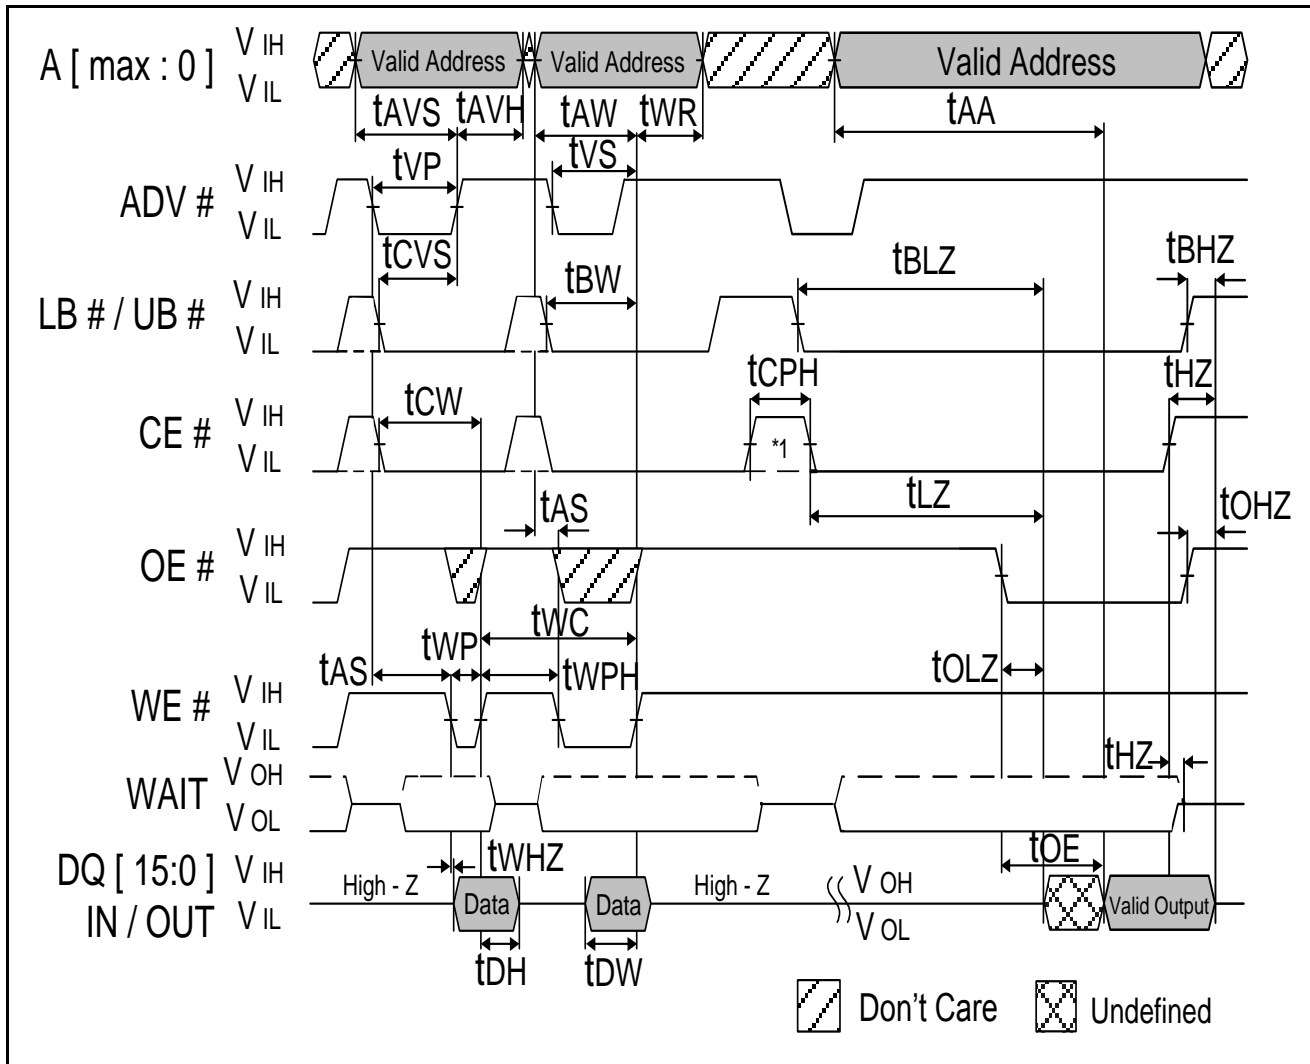 A [ max : 0 ]
V IH
V IL
Valid Address
Valid Address
Valid Address
tAVS
tAVH
tAW
tWR
tAA
tVP
tVS
ADV #
V IH
V IL
tCVS
tBW
tBLZ
tBHZ
LB # / UB #
V IH
V IL
tCPH
tHZ
tCW
CE #
V IH
V IL
*1
tAS
tLZ
tOHZ
OE #
V IH
V IL
tWC
tWP
tAS
tWPH
tOLZ
WE #
V IH
V IL
tHZ
WAIT
V OH
V OL
tWHZ
tOE
DQ [ 15:0 ]
IN / OUT
V IH
V IL
High - Z
Data
Data
High - Z
V OH
V OL
Valid Output
tDH
tDW
Don't Care
Undefined